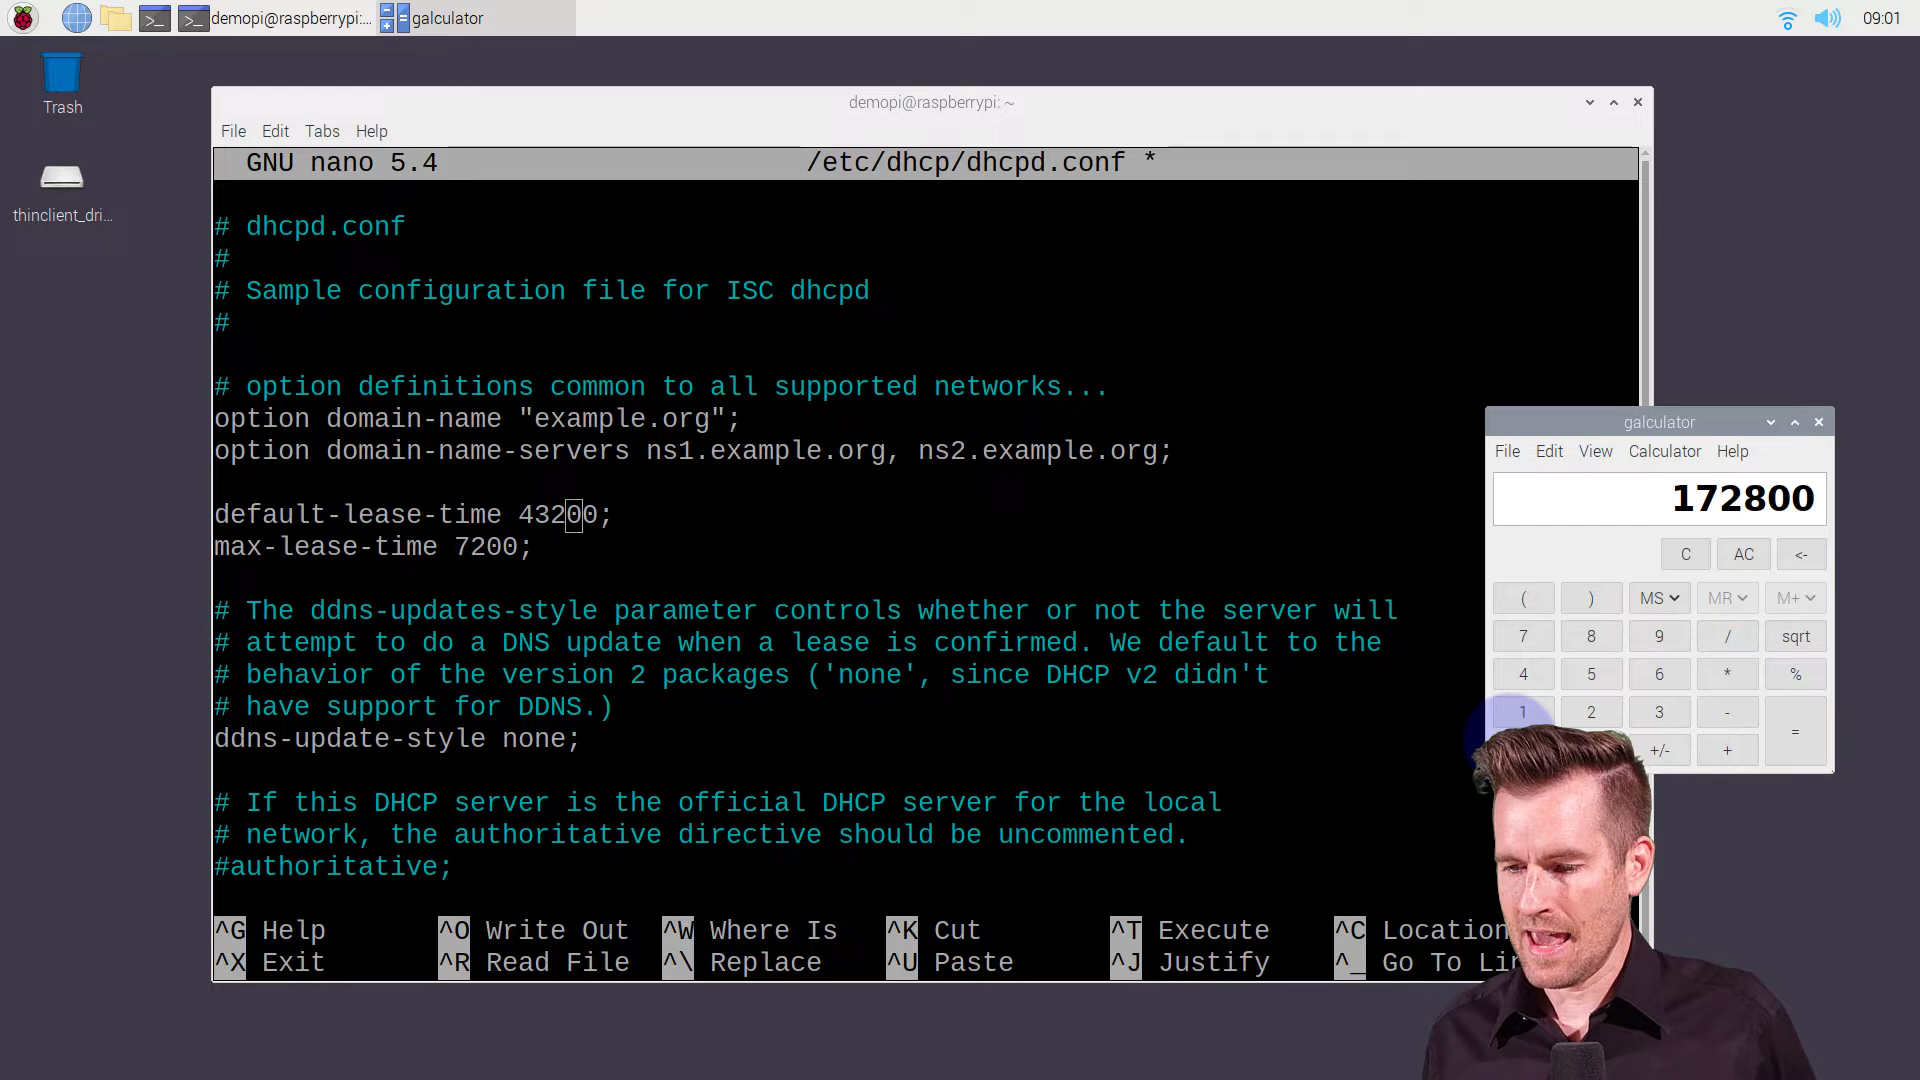 demopi@raspberrypi:...
galculator
09:01
Trash
thinclient_dri...
demopi@raspberrypi: ~
File Edit Tabs Help
GNU nano 5.4 /etc/dhcp/dhcpd.conf *
# dhcpd.conf
#
# Sample configuration file for ISC dhcpd
#
# option definitions common to all supported networks...
option domain-name "example.org";
option domain-name-servers ns1.example.org, ns2.example.org;
default-lease-time 43200;
max-lease-time 7200;
# The ddns-updates-style parameter controls whether or not the server will
# attempt to do a DNS update when a lease is confirmed. We default to the
# behavior of the version 2 packages ('none', since DHCP v2 didn't
# have support for DDNS.)
ddns-update-style none;
# If this DHCP server is the official DHCP server for the local
# network, the authoritative directive should be uncommented.
#authoritative;
^G Help ^O Write Out ^W Where Is ^K Cut ^T Execute ^C Location
^X Exit ^R Read File ^\ Replace ^U Paste ^J Justify ^_ Go To
galculator
File Edit View Calculator Help
172800
C AC <-
( ) MS MR M+
7 8 9 / sqrt
4 5 6 * %
1 2 3 - =
+/- +